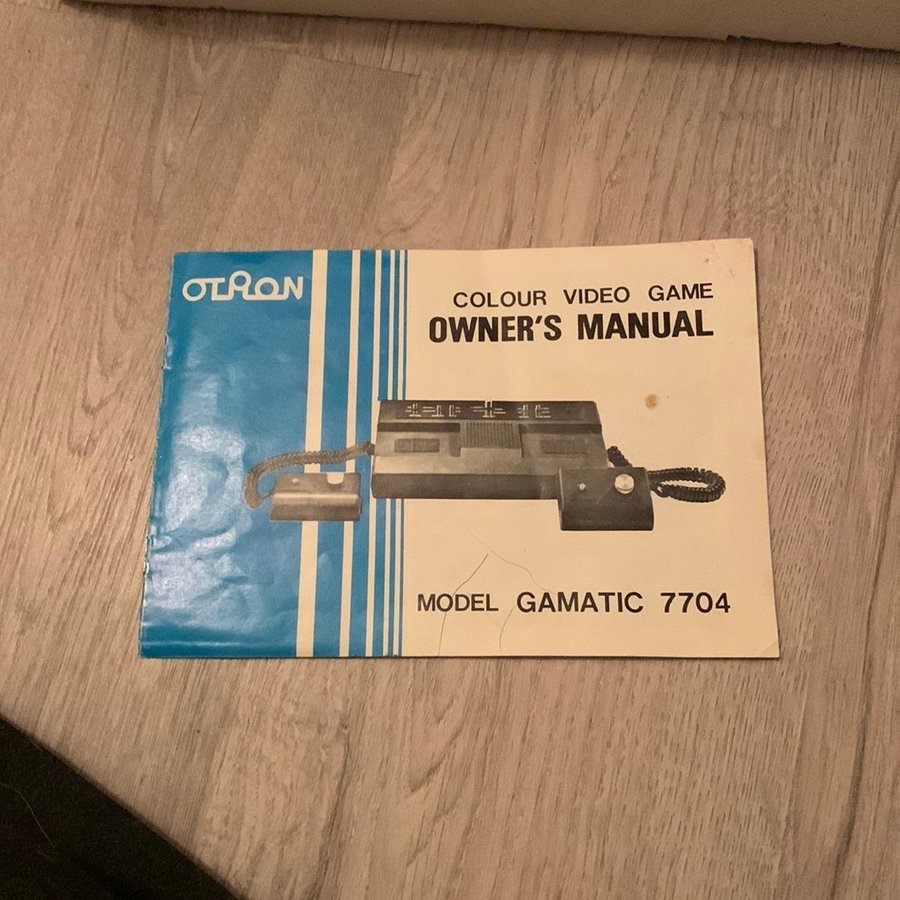 OTRON
COLOUR VIDEO GAME
OWNER'S MANUAL
MODEL GAMATIC 7704